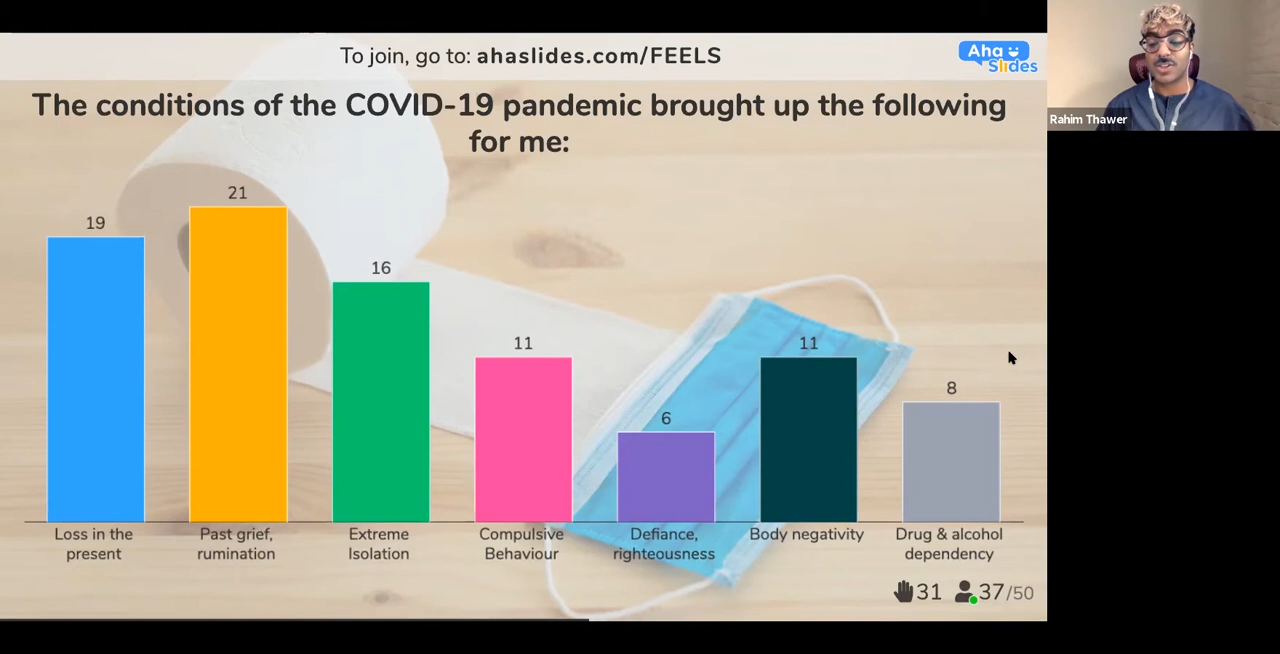 To join, go to: ahaslides.com/FEELS
Aha
Slides
The conditions of the COVID-19 pandemic brought up the following
for me:
19
21
16
11
6
11
8
Loss in the
present
Past grief,
rumination
Extreme
Isolation
Compulsive
Behaviour
Defiance,
righteousness
Body negativity
Drug & alcohol
dependency
31
37/50
Rahim Thawer